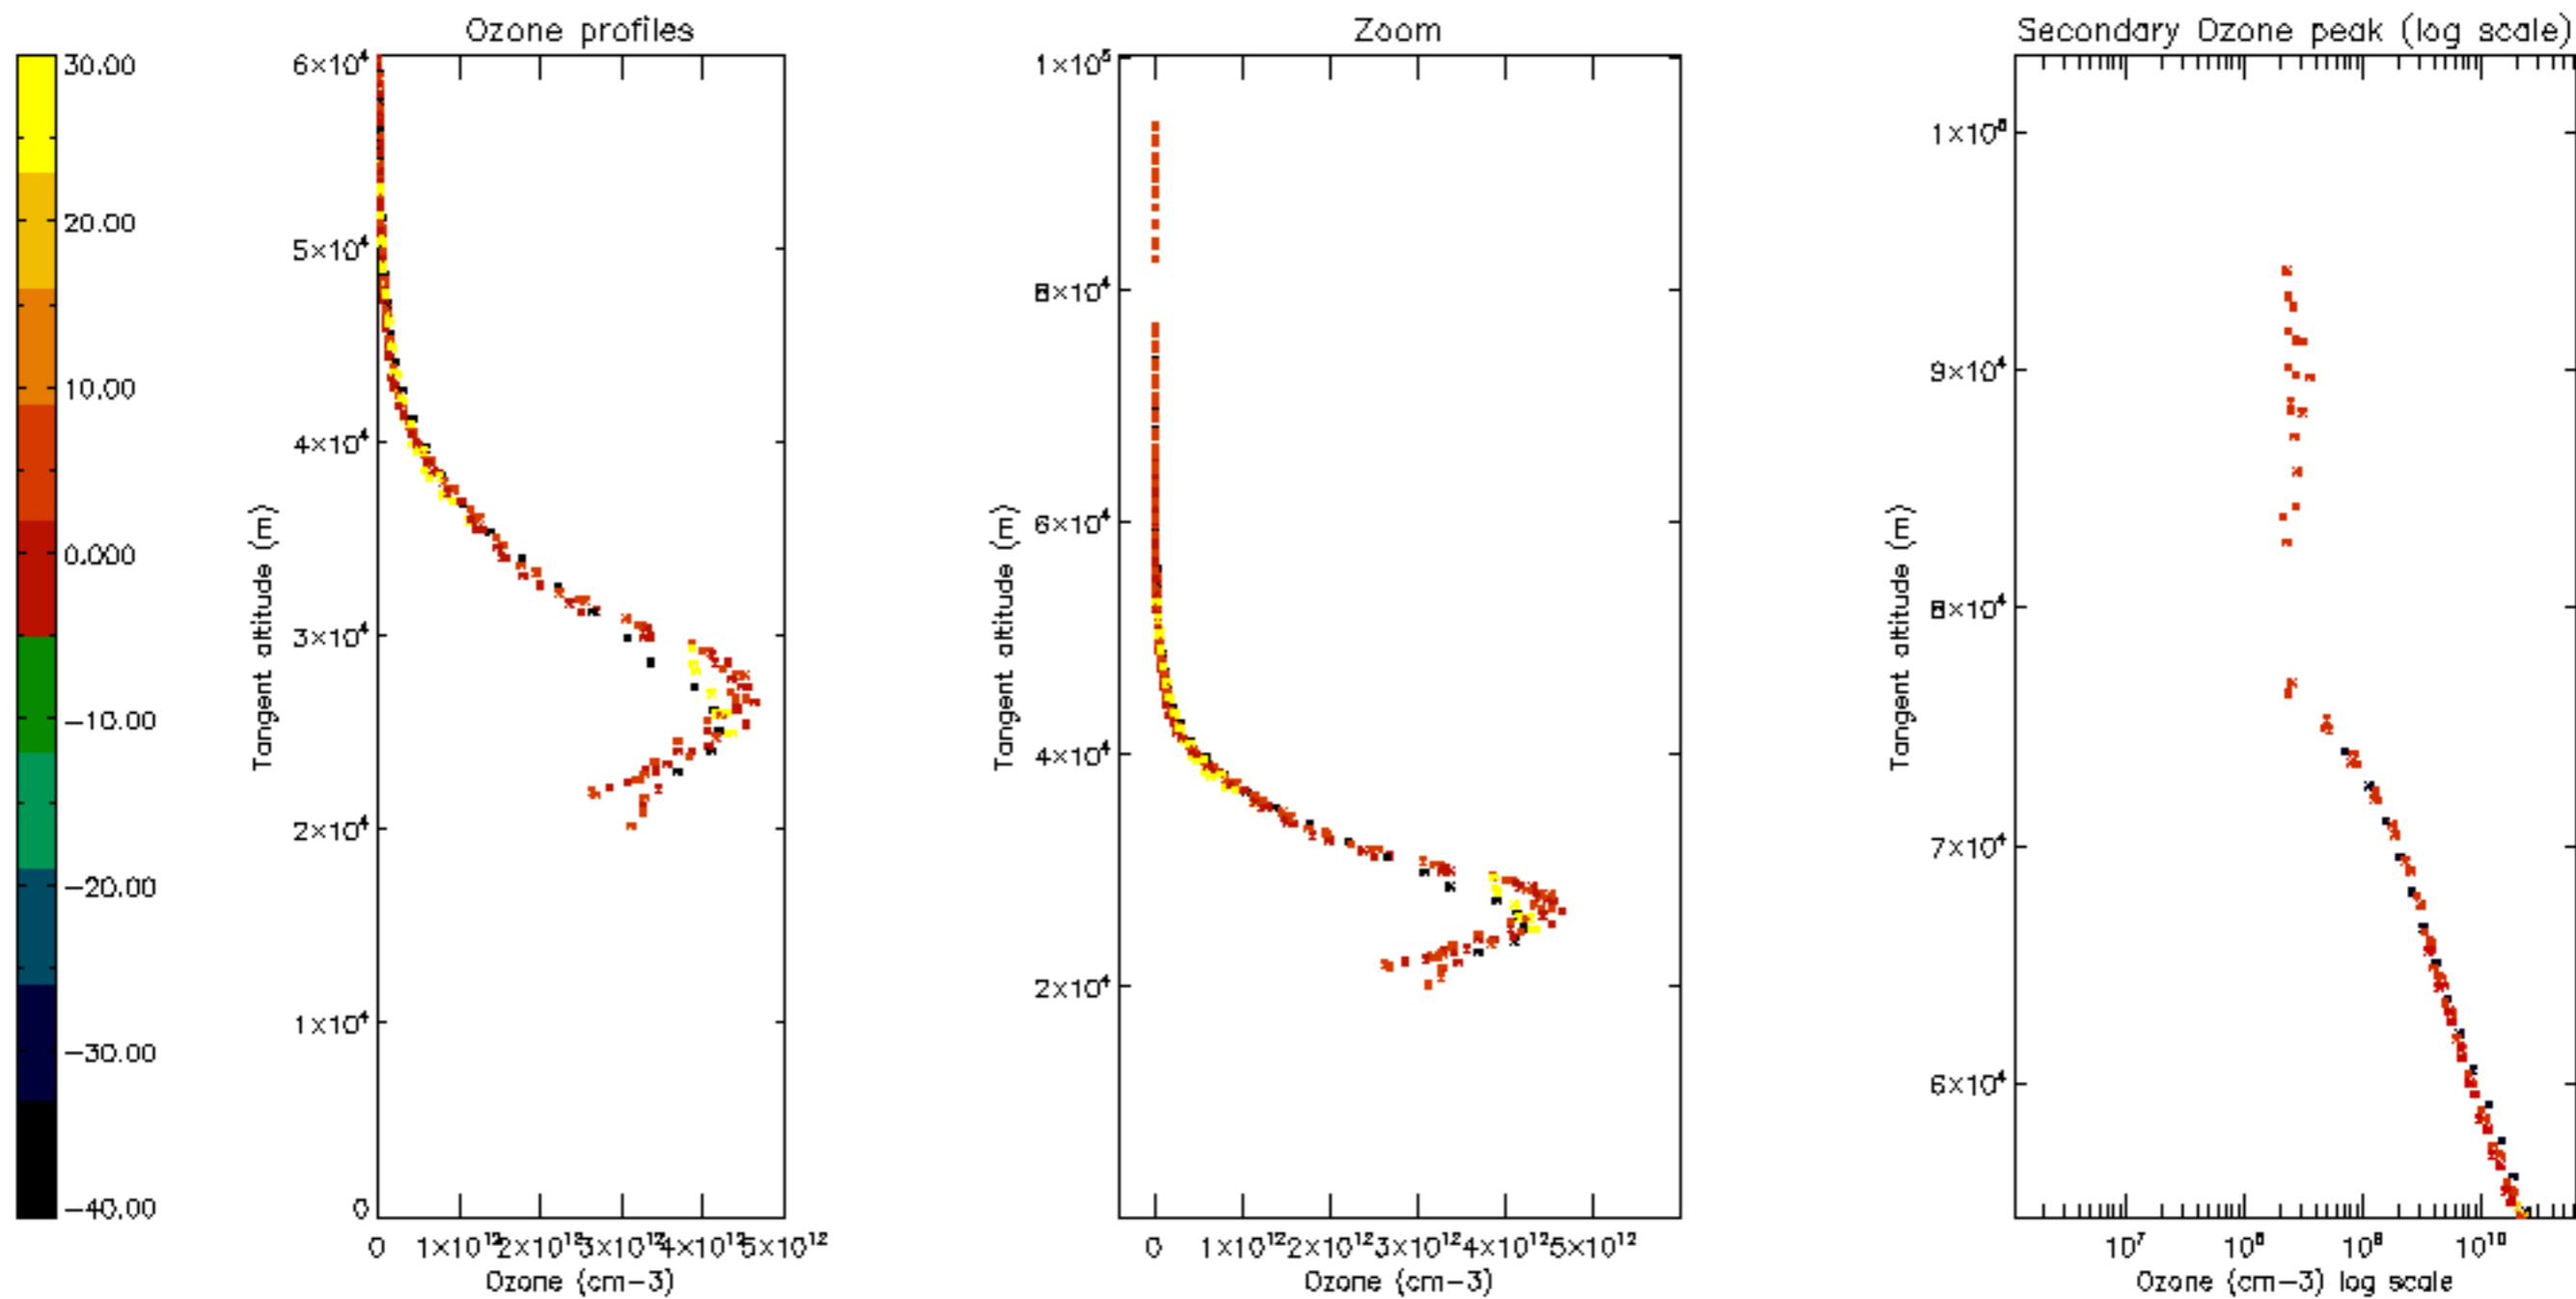 Ozone profiles
Zoom
Secondary Ozone peak (log scale)
30.00
20.00
10.00
0.000
−10.00
−20.00
−30.00
−40.00
6×10⁴
5×10⁴
4×10⁴
3×10⁴
2×10⁴
1×10⁴
0
Tangent altitude (m)
0 1×10¹² 2×10¹² 3×10¹² 4×10¹² 5×10¹²
Ozone (cm−3)
1×10⁵
8×10⁴
6×10⁴
4×10⁴
2×10⁴
Tangent altitude (m)
0 1×10¹² 2×10¹² 3×10¹² 4×10¹² 5×10¹²
Ozone (cm−3)
1×10⁵
9×10⁴
8×10⁴
7×10⁴
6×10⁴
Tangent altitude (m)
10⁷ 10⁸ 10⁹ 10¹⁰
Ozone (cm−3) log scale